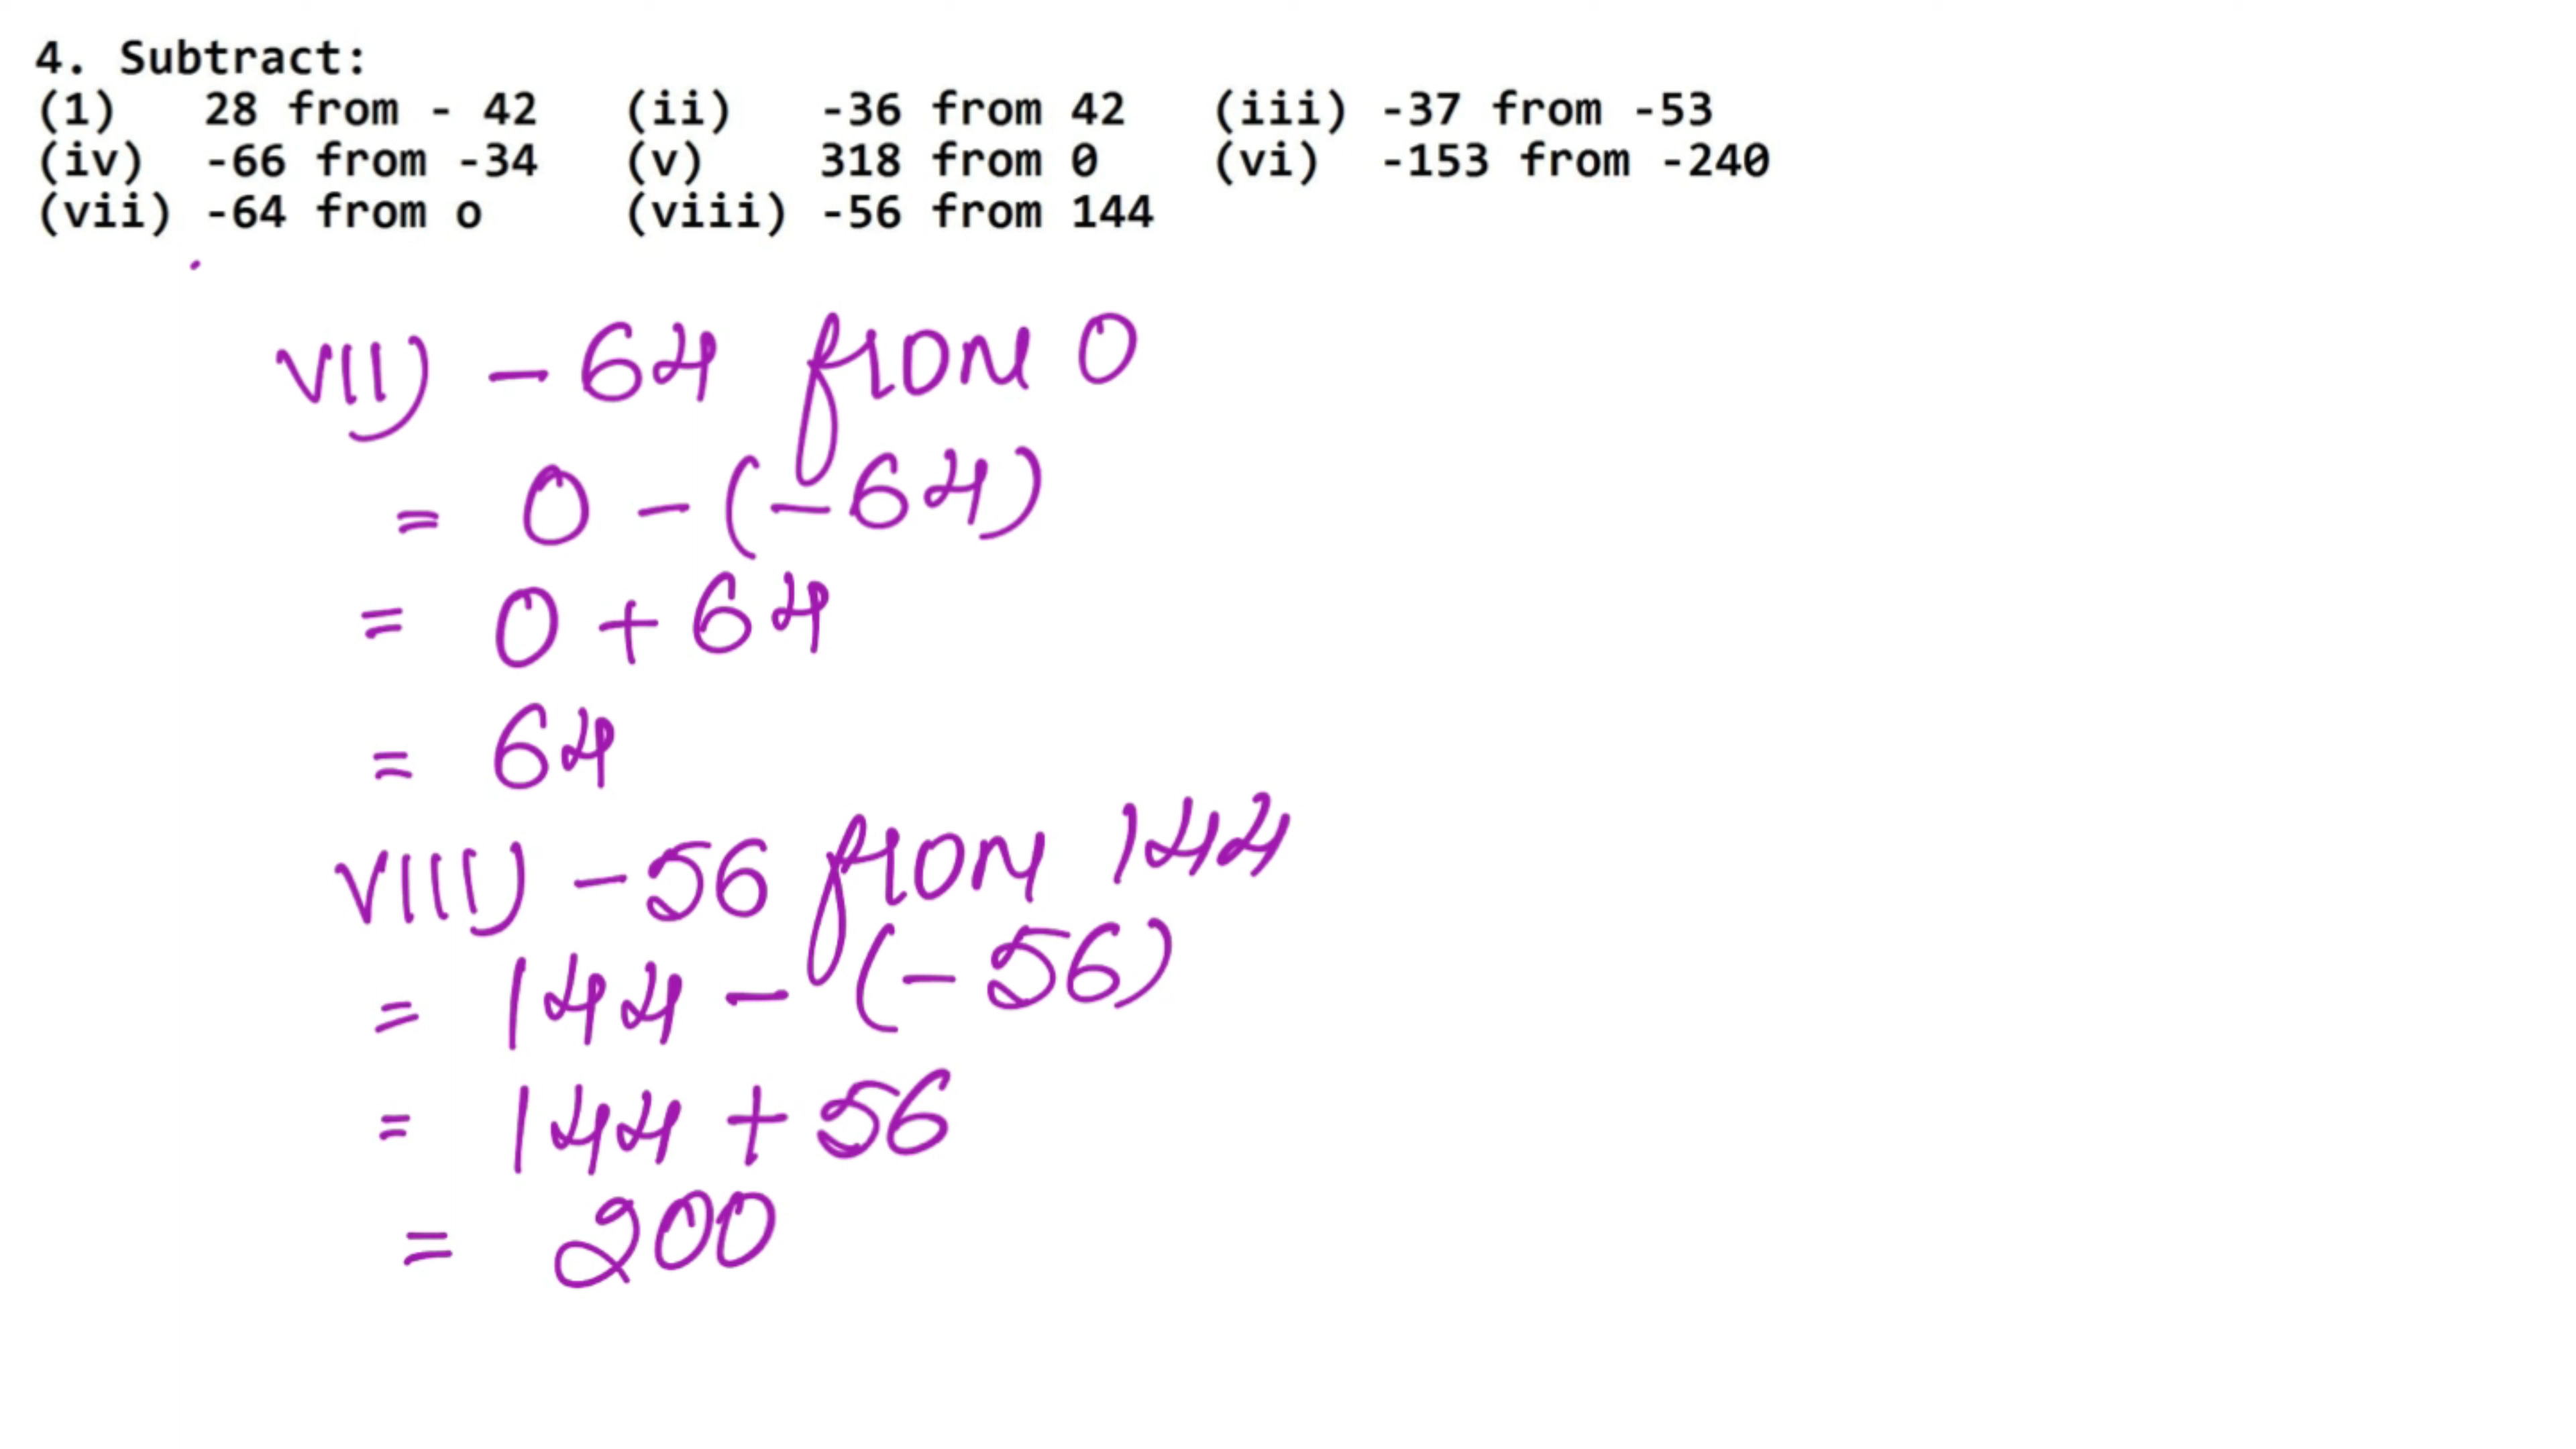 4. Subtract:
(1) 28 from - 42 (ii) -36 from 42 (iii) -37 from -53
(iv) -66 from -34 (v) 318 from 0 (vi) -153 from -240
(vii) -64 from o (viii) -56 from 144
VII) - 64 from 0
= 0 - (-64)
= 0 + 64
= 64
VIII) - 56 from 144
= 144 - (- 56)
= 144 + 56
= 200